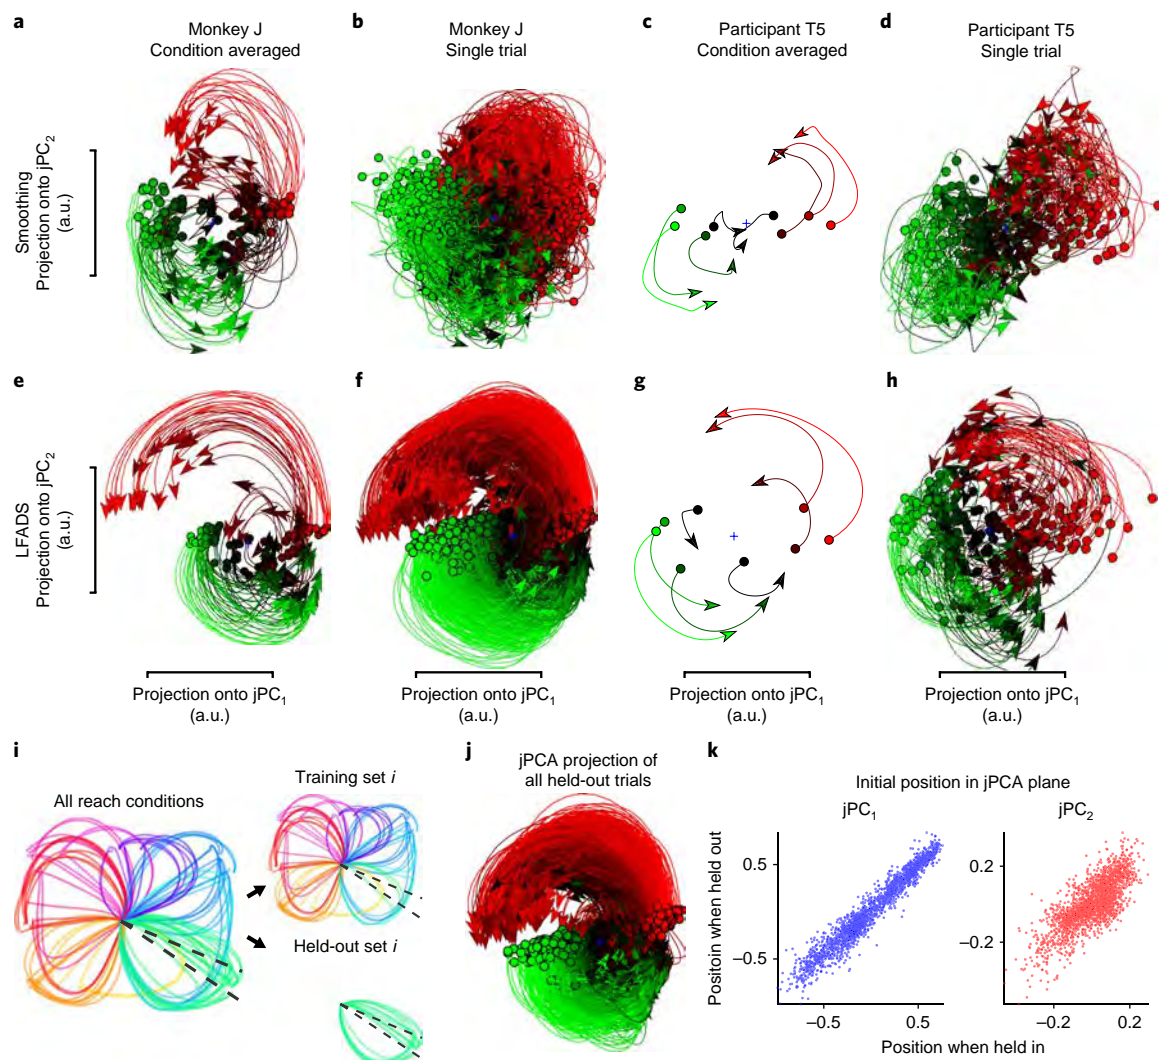 a
Monkey J
Condition averaged
b
Monkey J
Single trial
c
Participant T5
Condition averaged
d
Participant T5
Single trial
Smoothing
Projection onto jPC2
(a.u.)
e
f
g
h
LFADS
Projection onto jPC2
(a.u.)
Projection onto jPC1
(a.u.)
Projection onto jPC1
(a.u.)
Projection onto jPC1
(a.u.)
Projection onto jPC1
(a.u.)
i
All reach conditions
Training set i
Held-out set i
j
jPCA projection of
all held-out trials
k
Initial position in jPCA plane
jPC1
jPC2
Positoin when held out
0.5
−0.5
−0.5
0.5
0.2
−0.2
−0.2
0.2
Position when held in